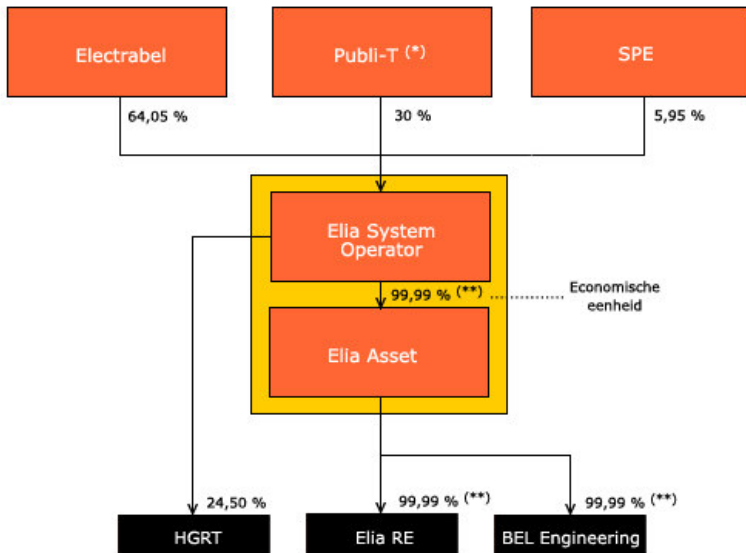 Electrabel
Publi-T (*)
SPE
64,05 %
30 %
5,95 %
Elia System
Operator
99,99 % (**)
Economische
eenheid
Elia Asset
24,50 %
99,99 % (**)
99,99 % (**)
HGRT
Elia RE
BEL Engineering